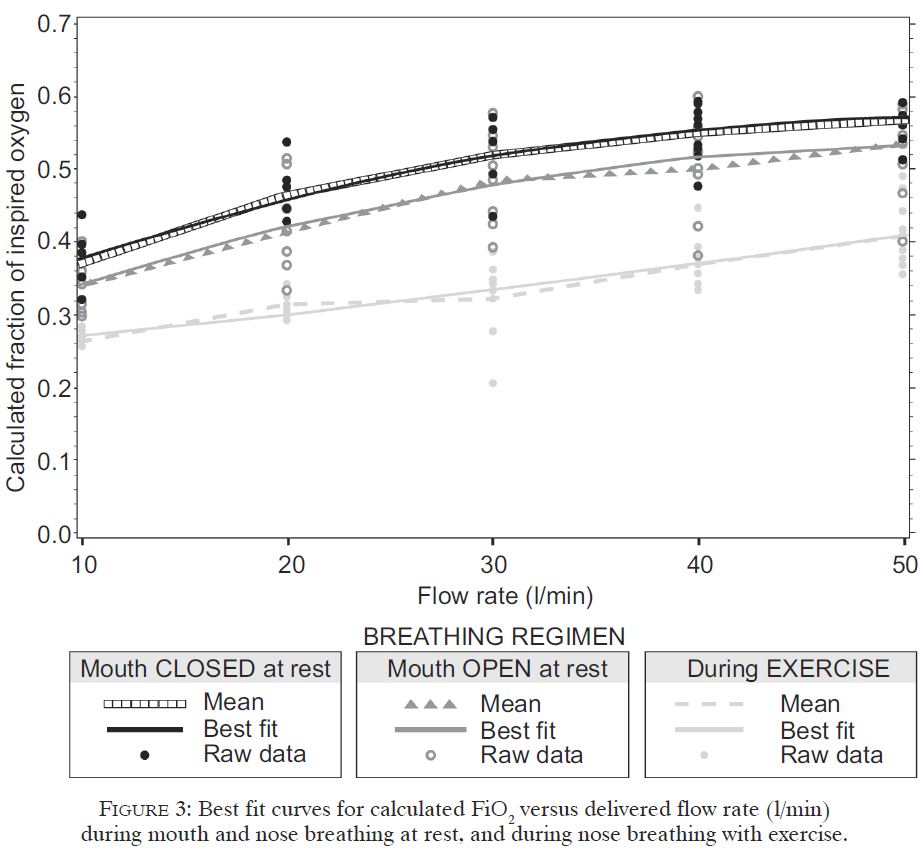 0.7
0.6
0.5
0.4
0.3
0.2
0.1
0.0
Calculated fraction of inspired oxygen
10 20 30 40 50
Flow rate (l/min)
BREATHING REGIMEN
Mouth CLOSED at rest
Mean
Best fit
Raw data
Mouth OPEN at rest
Mean
Best fit
Raw data
During EXERCISE
Mean
Best fit
Raw data
FIGURE 3: Best fit curves for calculated FiO₂ versus delivered flow rate (l/min)
during mouth and nose breathing at rest, and during nose breathing with exercise.